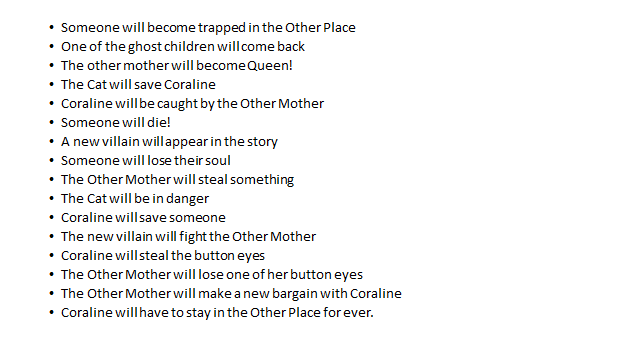 • Someone will become trapped in the Other Place
• One of the ghost children will come back
• The other mother will become Queen!
• The Cat will save Coraline
• Coraline will be caught by the Other Mother
• Someone will die!
• A new villain will appear in the story
• Someone will lose their soul
• The Other Mother will steal something
• The Cat will be in danger
• Coraline will save someone
• The new villain will fight the Other Mother
• Coraline will steal the button eyes
• The Other Mother will lose one of her button eyes
• The Other Mother will make a new bargain with Coraline
• Coraline will have to stay in the Other Place for ever.